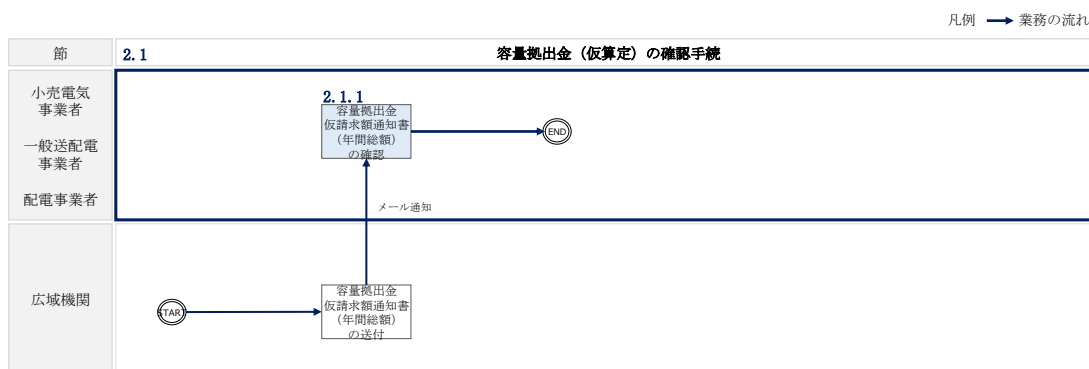 凡例 業務の流れ
節
2.1
容量拠出金（仮算定）の確認手続
小売電気
事業者
一般送配電
事業者
配電事業者
2.1.1
容量拠出金
仮請求額通知書
（年間総額）
の確認
END
メール通知
広域機関
START
容量拠出金
仮請求額通知書
（年間総額）
の送付